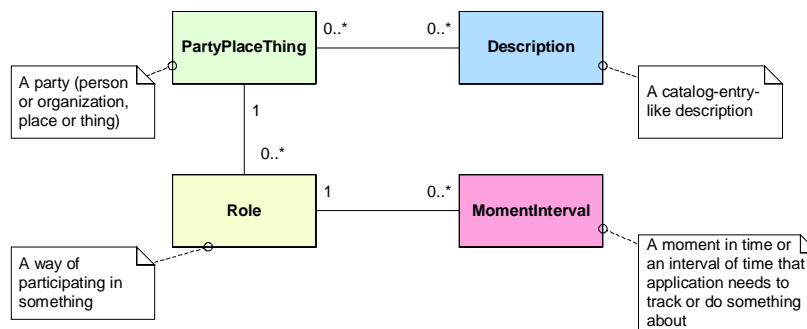 0..*
0..*
PartyPlaceThing
Description
A party (person
or organization,
place or thing)
A catalog-entry-
like description
1
0..*
Role
1
0..*
MomentInterval
A way of
participating in
something
A moment in time or
an interval of time that
application needs to
track or do something
about